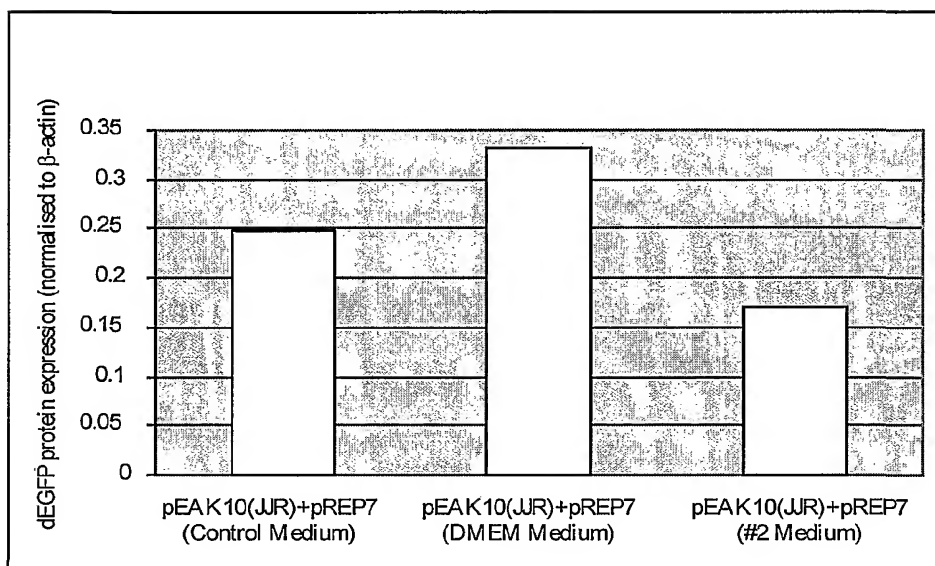 dEGFP protein expression (normalised to β-actin)
0.35
0.3
0.25
0.2
0.15
0.1
0.05
0
pEAK10(JJR)+pREP7
(Control Medium)
pEAK10(JJR)+pREP7
(DMEM Medium)
pEAK10(JJR)+pREP7
(#2 Medium)